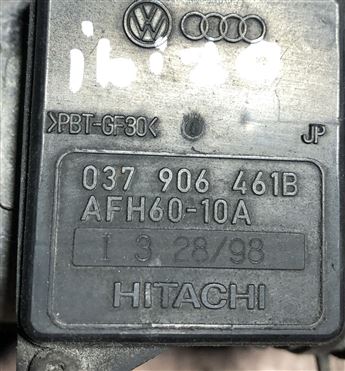 >PBT-GF30<
JP
037 906 461B
AFH60-10A
I 3 28/98
HITACHI